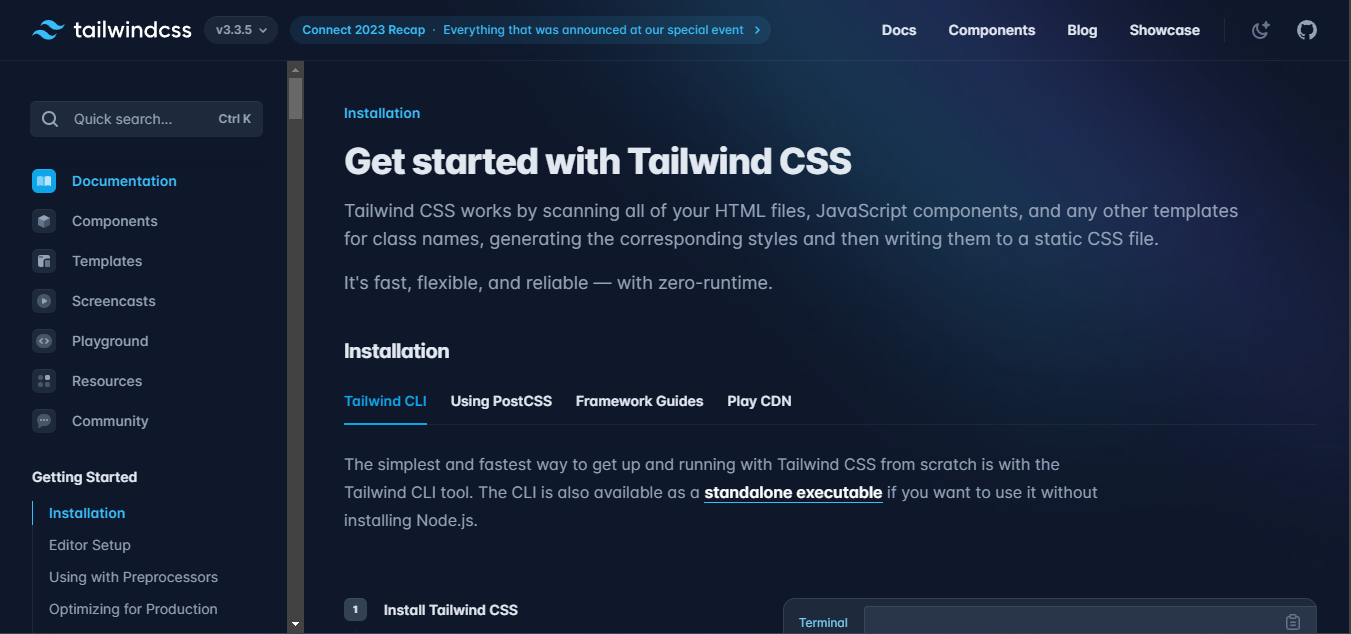 tailwindcss v3.3.5 Connect 2023 Recap · Everything that was announced at our special event Docs Components Blog Showcase
Quick search... Ctrl K
Documentation
Components
Templates
Screencasts
Playground
Resources
Community
Getting Started
Installation
Editor Setup
Using with Preprocessors
Optimizing for Production
Installation
Get started with Tailwind CSS
Tailwind CSS works by scanning all of your HTML files, JavaScript components, and any other templates
for class names, generating the corresponding styles and then writing them to a static CSS file.
It's fast, flexible, and reliable — with zero-runtime.
Installation
Tailwind CLI Using PostCSS Framework Guides Play CDN
The simplest and fastest way to get up and running with Tailwind CSS from scratch is with the
Tailwind CLI tool. The CLI is also available as a standalone executable if you want to use it without
installing Node.js.
1 Install Tailwind CSS
Terminal